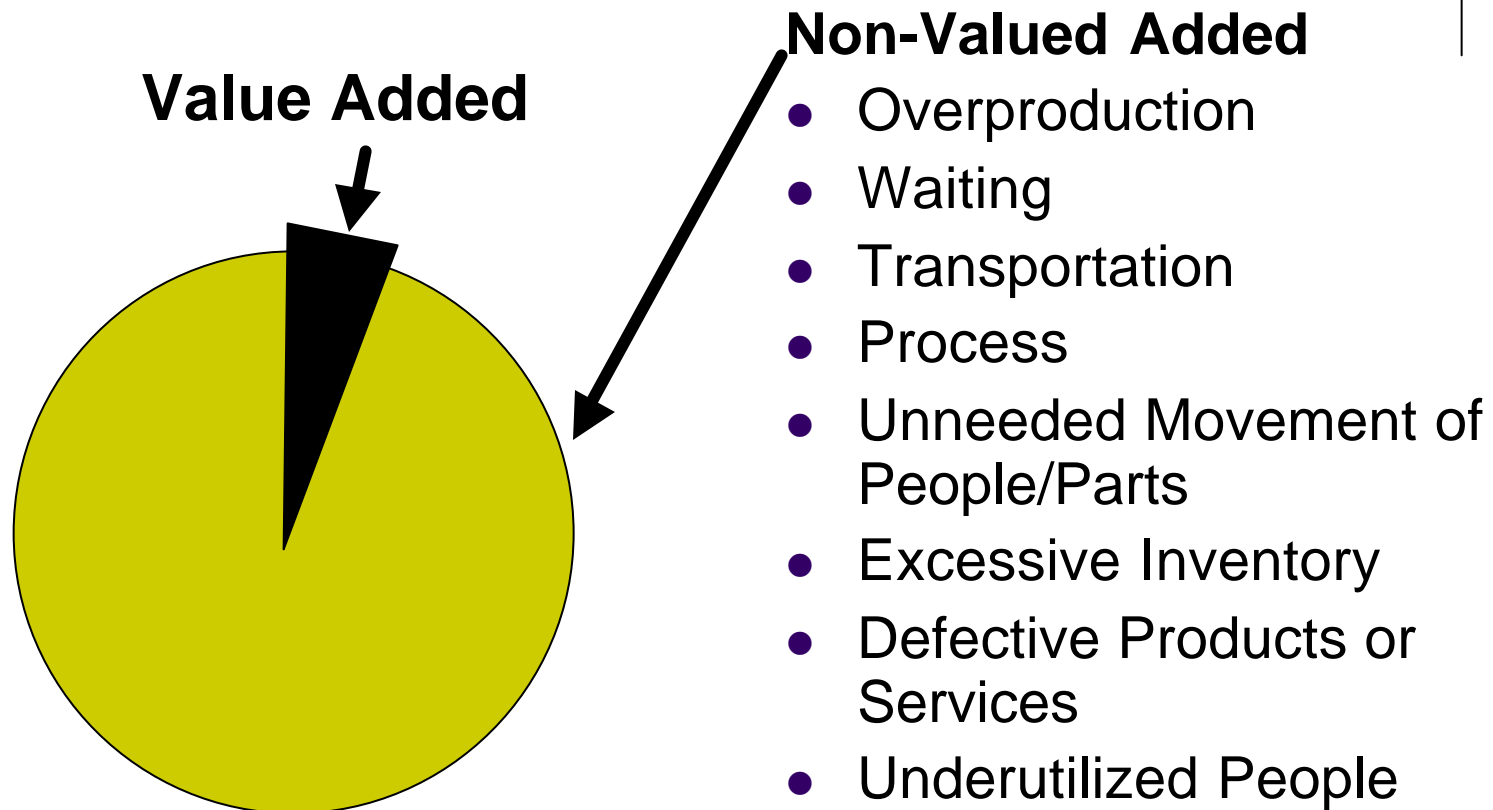 Value Added
Non-Valued Added
● Overproduction
● Waiting
● Transportation
● Process
● Unneeded Movement of
People/Parts
● Excessive Inventory
● Defective Products or
Services
● Underutilized People